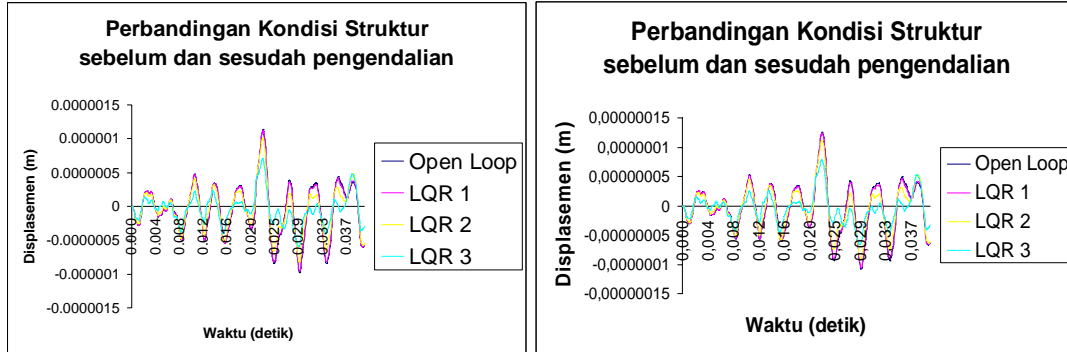 Perbandingan Kondisi Struktur
sebelum dan sesudah pengendalian
0.0000015
0.000001
0.0000005
0
-0.0000005
-0.000001
-0.0000015
Displasemen (m)
0.000
0.004
0.008
0.012
0.016
0.020
0.025
0.029
0.033
0.037
Waktu (detik)
Open Loop
LQR 1
LQR 2
LQR 3
Perbandingan Kondisi Struktur
sebelum dan sesudah pengendalian
0,00000015
0,0000001
0,00000005
0
-0,00000005
-0,0000001
-0,00000015
Displasemen (m)
0,000
0,004
0,008
0,012
0,016
0,020
0,025
0,029
0,033
0,037
Waktu (detik)
Open Loop
LQR 1
LQR 2
LQR 3